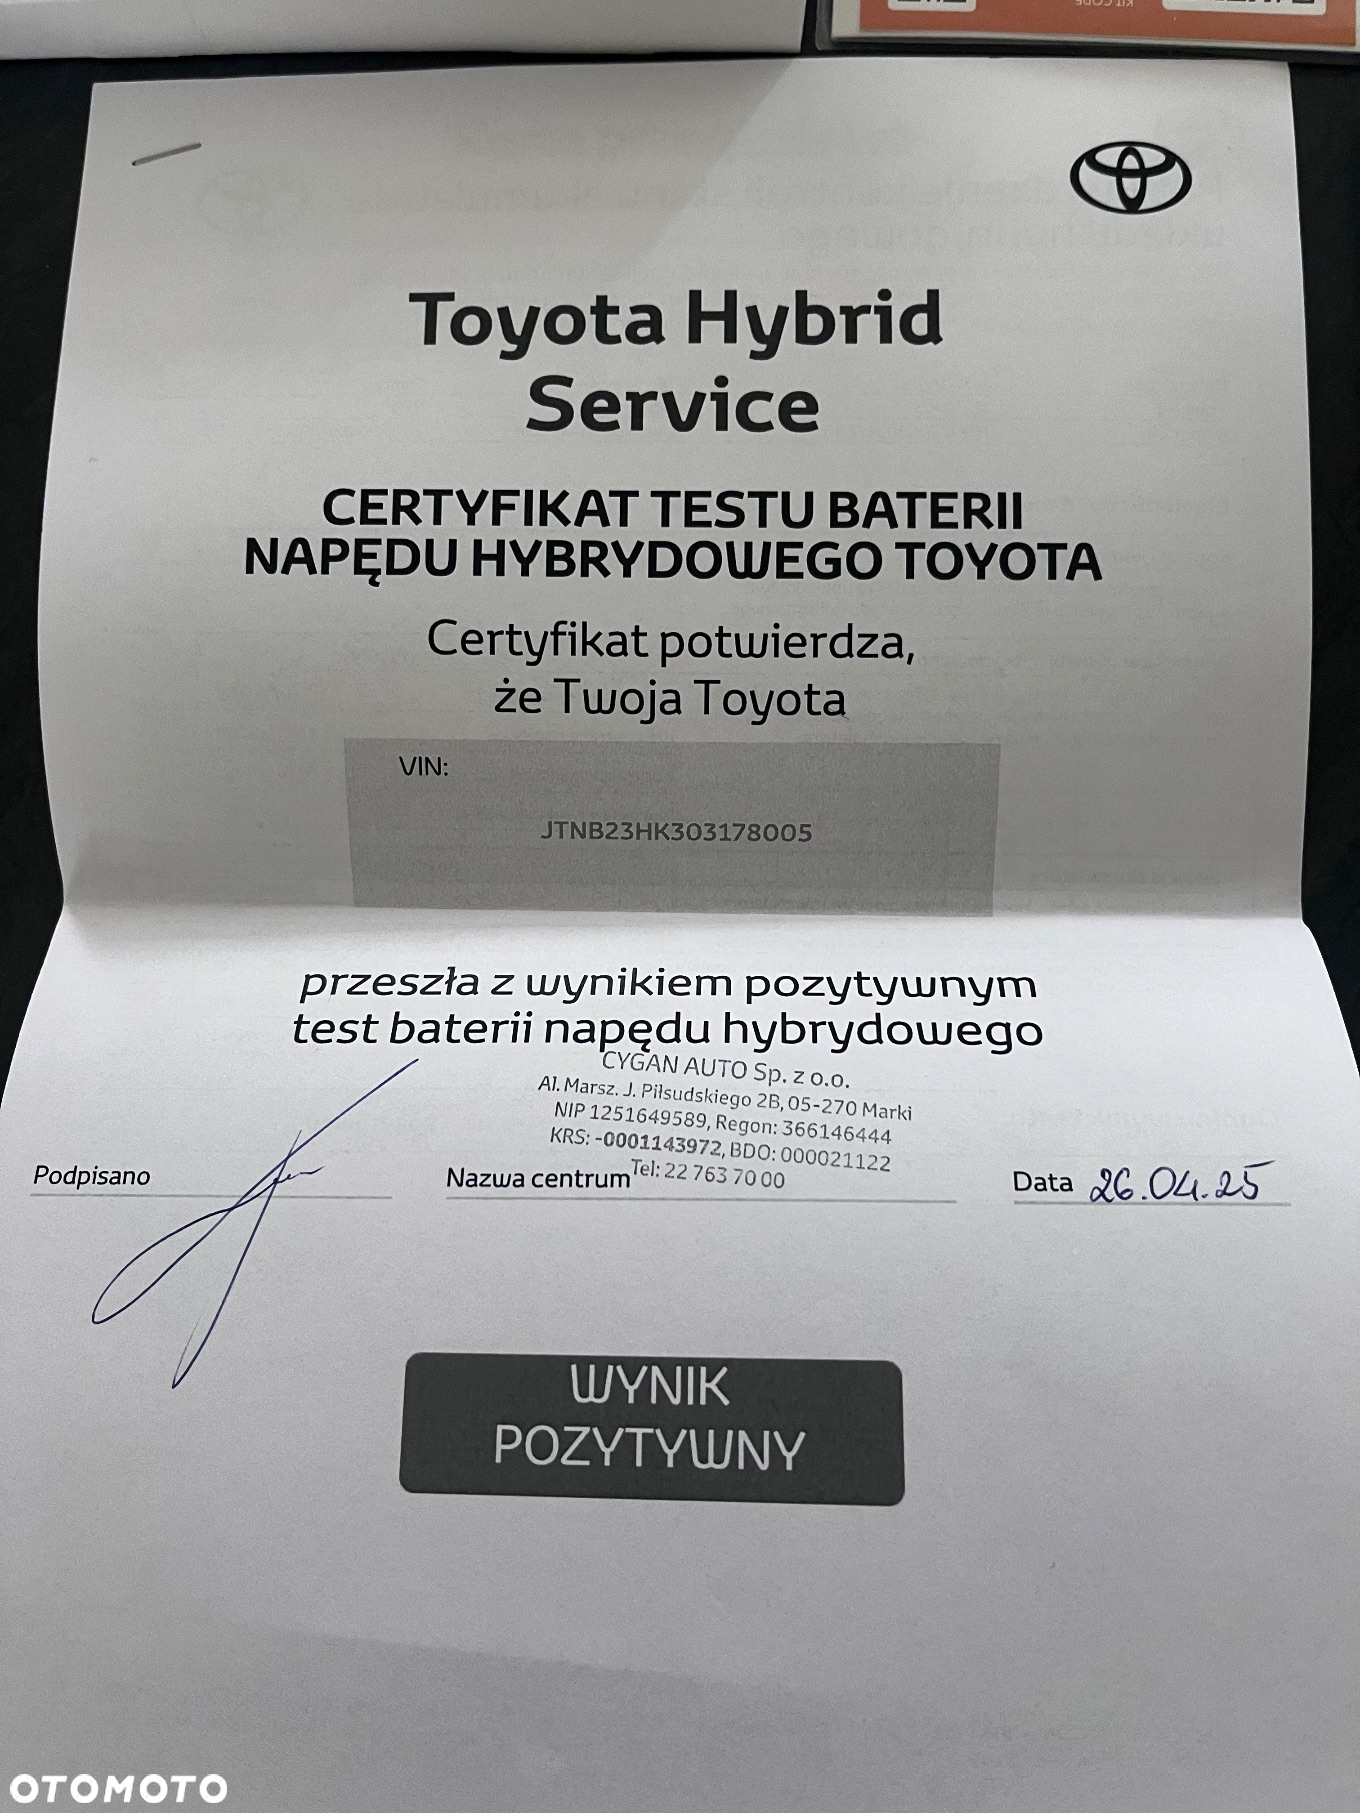 KIT CODE
Toyota Hybrid
Service
CERTYFIKAT TESTU BATERII
NAPĘDU HYBRYDOWEGO TOYOTA
Certyfikat potwierdza,
że Twoja Toyota
VIN:
JTNB23HK303178005
przeszła z wynikiem pozytywnym
test baterii napędu hybrydowego
CYGAN AUTO Sp. z o.o.
Al. Marsz. J. Piłsudskiego 2B, 05-270 Marki
NIP 1251649589, Regon: 366146444
KRS: -0001143972, BDO: 000021122
Tel: 22 763 70 00
Podpisano
Nazwa centrum
Data 26.04.25
WYNIK
POZYTYWNY
OTOMOTO